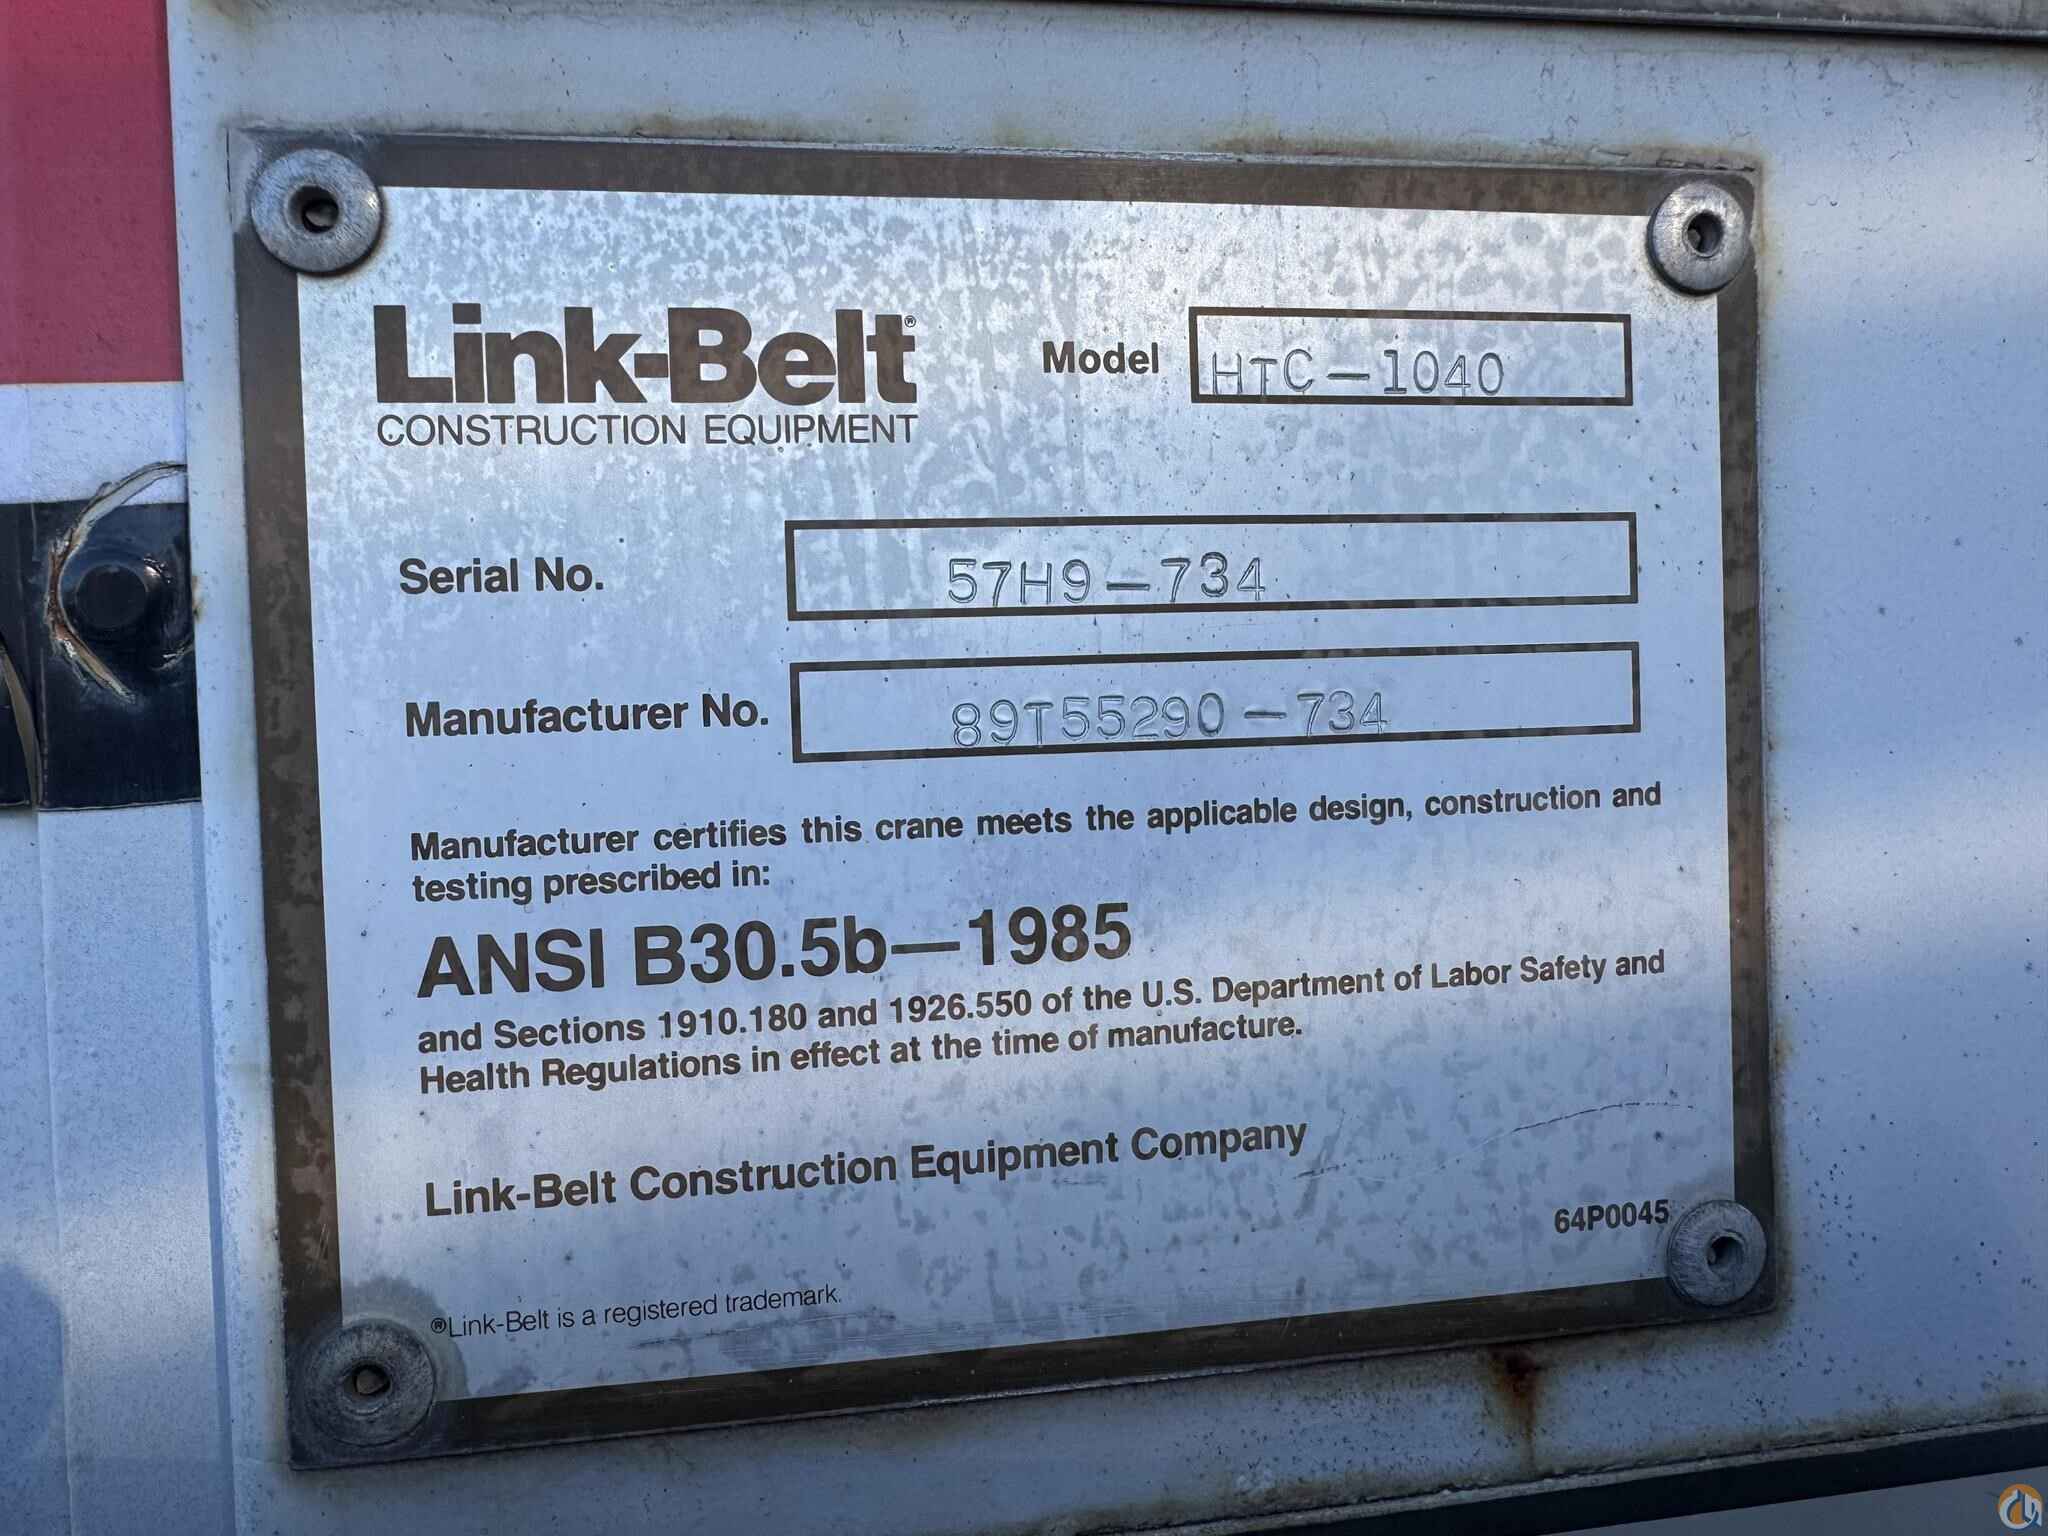 Link-Belt®
CONSTRUCTION EQUIPMENT
Model HTC-1040
Serial No. 57H9-734
Manufacturer No. 89T55290-734
Manufacturer certifies this crane meets the applicable design, construction and
testing prescribed in:
ANSI B30.5b—1985
and Sections 1910.180 and 1926.550 of the U.S. Department of Labor Safety and
Health Regulations in effect at the time of manufacture.
Link-Belt Construction Equipment Company
64P0045
®Link-Belt is a registered trademark.